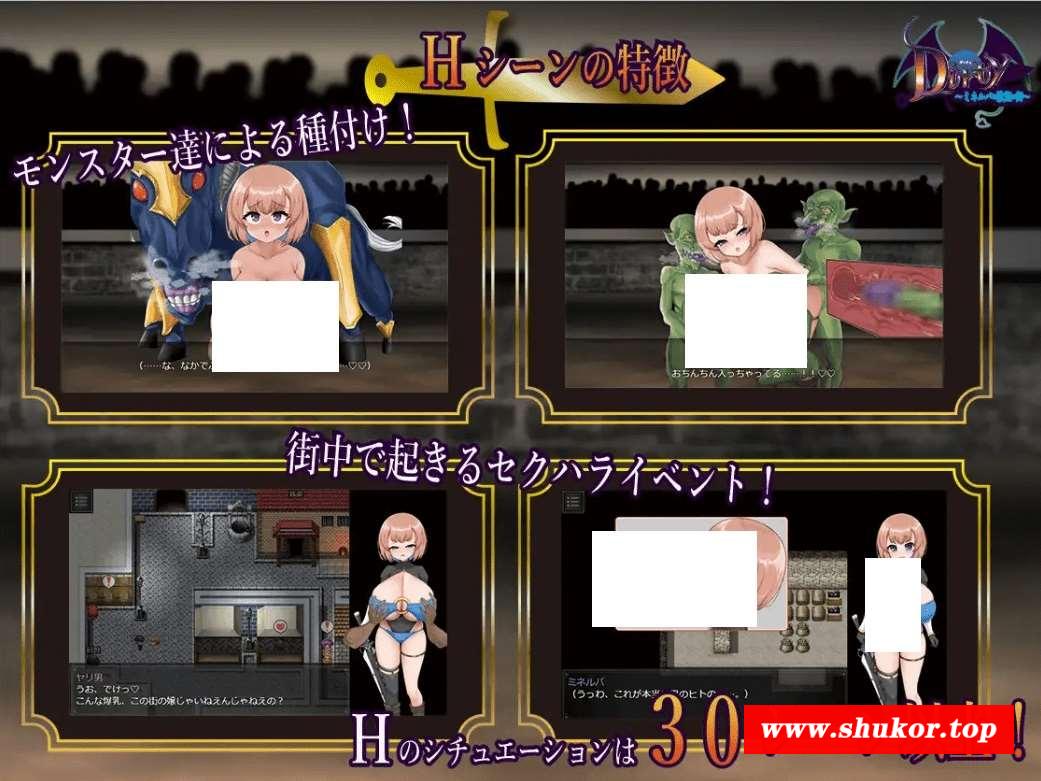 Hシーンの特徴
モンスター達による種付け！
(……な、なかで
…♡♡)
おちんちん入っちゃってる……！！♡♡
街中で起きるセクハライベント！
ヤリ男
うお、でけっ♡
こんな爆乳、この街の嬢じゃいねえんじゃねえの？
ミネルバ
(うっわ、これが本当
Hのシチュエーションは30
www.shukor.top